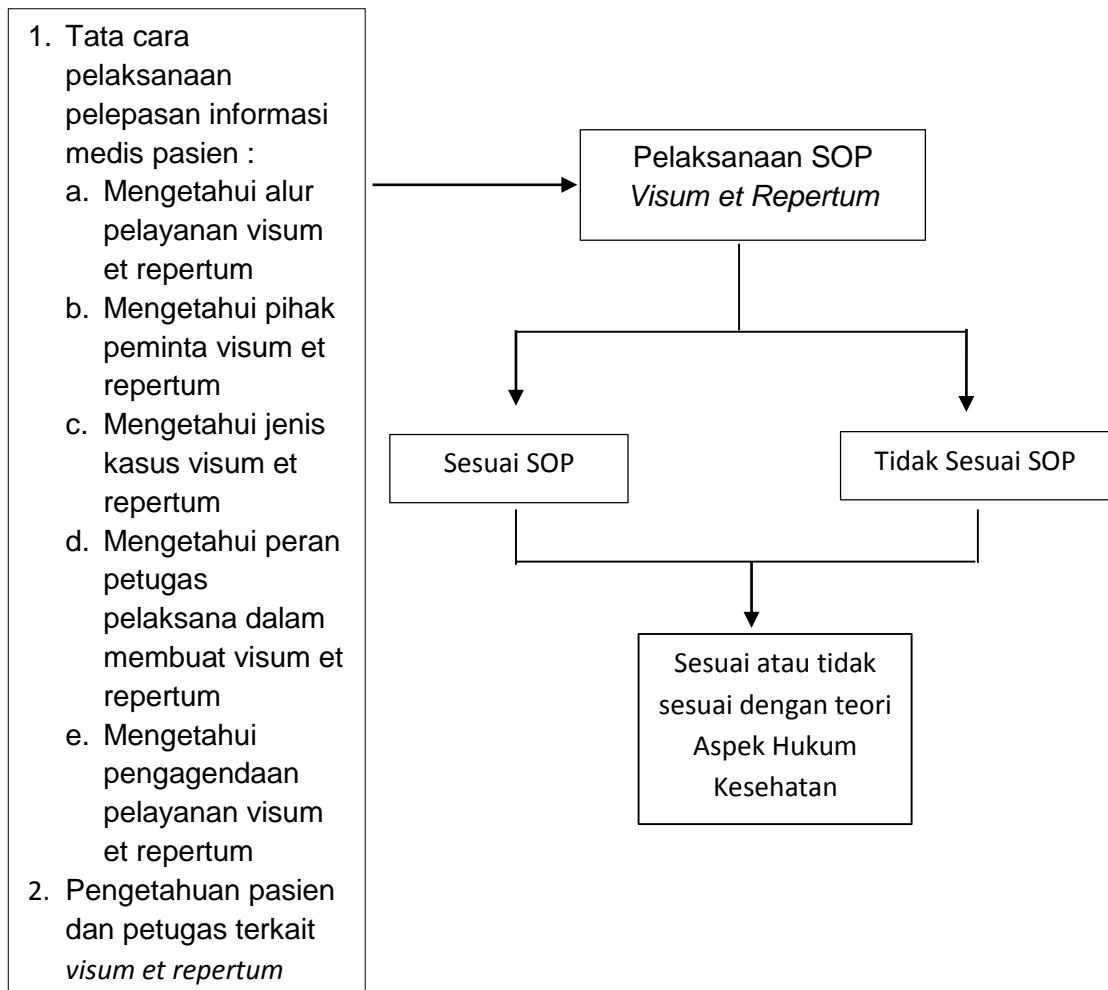 1. Tata cara
pelaksanaan
pelepasan informasi
medis pasien :
a. Mengetahui alur
pelayanan visum
et repertum
b. Mengetahui pihak
peminta visum et
repertum
c. Mengetahui jenis
kasus visum et
repertum
d. Mengetahui peran
petugas
pelaksana dalam
membuat visum et
repertum
e. Mengetahui
pengagendaan
pelayanan visum
et repertum
2. Pengetahuan pasien
dan petugas terkait
visum et repertum
Pelaksanaan SOP
Visum et Repertum
Sesuai SOP
Tidak Sesuai SOP
Sesuai atau tidak
sesuai dengan teori
Aspek Hukum
Kesehatan